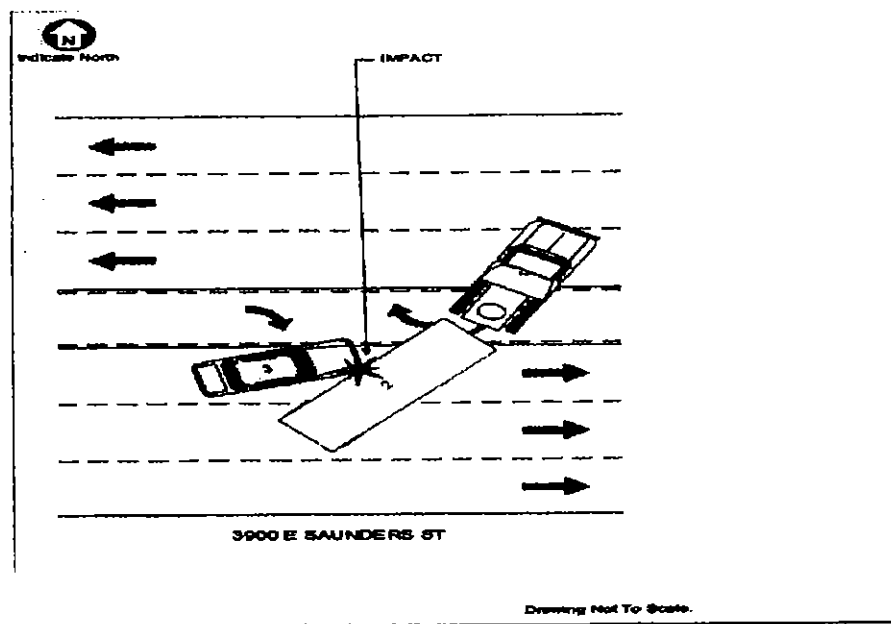 N
Indicate North
IMPACT
3
2
3900 E SAUNDERS ST
Drawing Not To Scale.